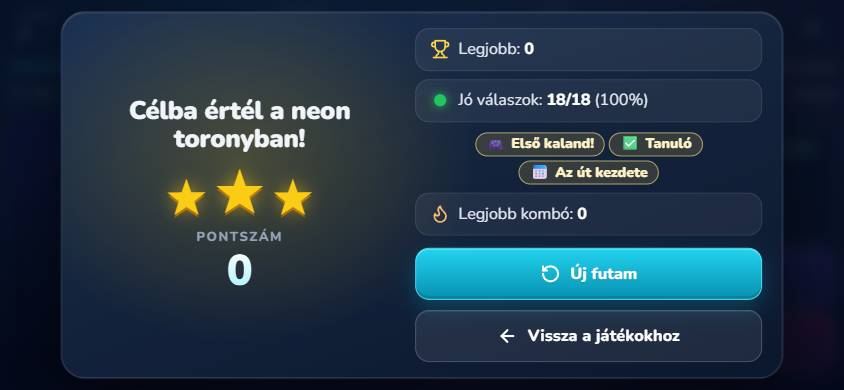 Célba értél a neon
toronyban!
PONTSZÁM
0
Legjobb: 0
Jó válaszok: 18/18 (100%)
Első kaland!
Tanuló
Az út kezdete
Legjobb kombó: 0
Új futam
Vissza a játékokhoz